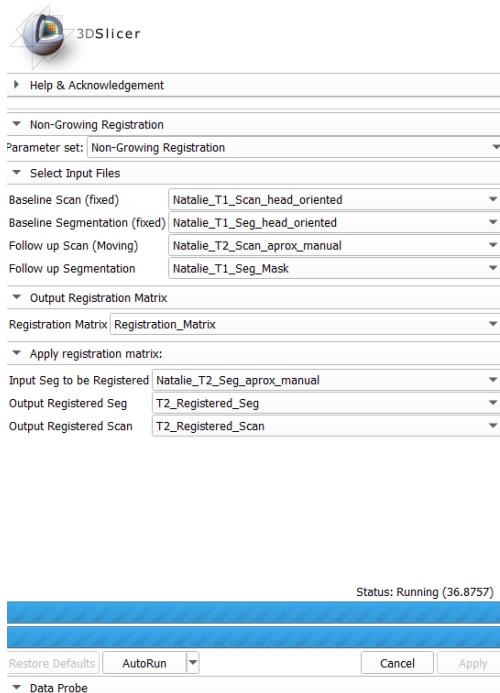 3DSlicer
Help & Acknowledgement
Non-Growing Registration
Parameter set: Non-Growing Registration
Select Input Files
Baseline Scan (fixed) Natalie_T1_Scan_head_oriented
Baseline Segmentation (fixed) Natalie_T1_Seg_head_oriented
Follow up Scan (Moving) Natalie_T2_Scan_aprox_manual
Follow up Segmentation Natalie_T1_Seg_Mask
Output Registration Matrix
Registration Matrix Registration_Matrix
Apply registration matrix:
Input Seg to be Registered Natalie_T2_Seg_aprox_manual
Output Registered Seg T2_Registered_Seg
Output Registered Scan T2_Registered_Scan
Status: Running (36.8757)
Restore Defaults AutoRun Cancel Apply
Data Probe